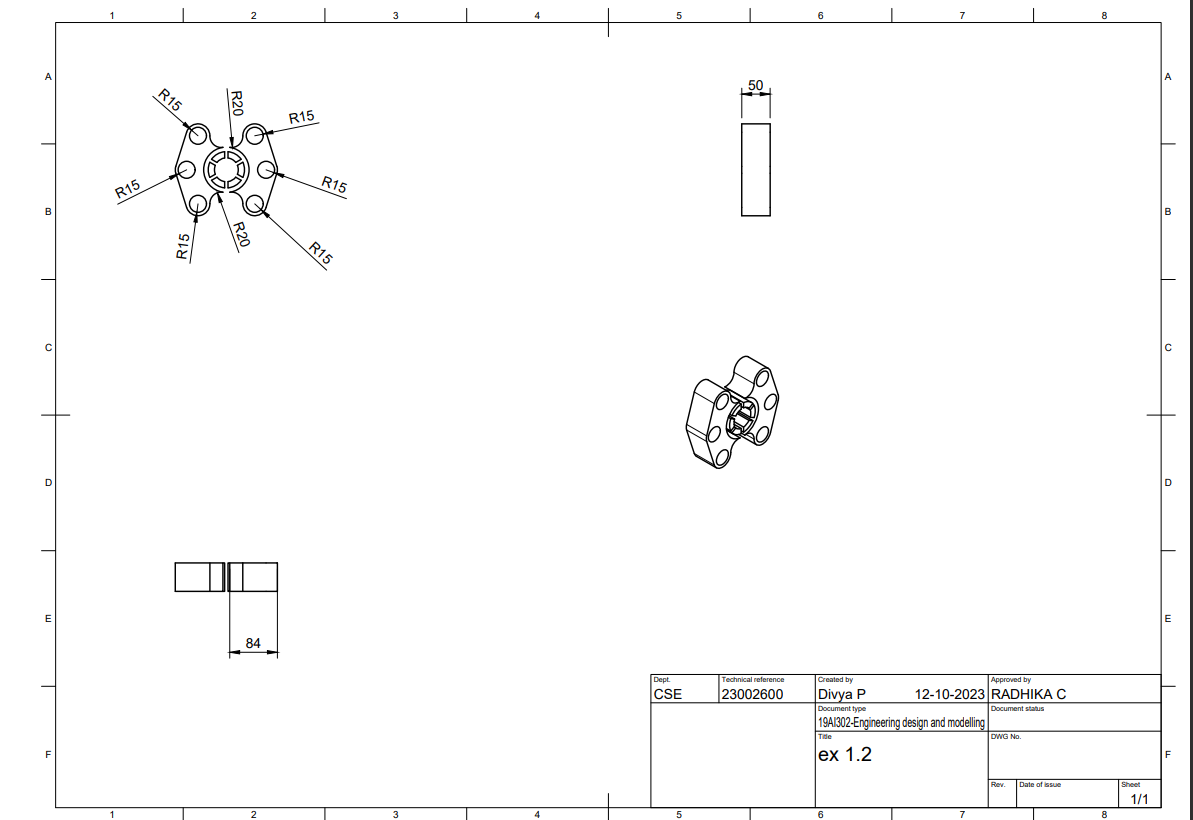 1 2 3 4 5 6 7 8
A A
R15 R20 R15 50
R15 R15
B B
R15 R20 R15
C C
D D
E E
84
Dept. Technical reference Created by Approved by
CSE 23002600 Divya P 12-10-2023 RADHIKA C
Document type Document status
19AI302-Engineering design and modelling
Title DWG No.
ex 1.2
F F
Rev. Date of issue Sheet
1/1
1 2 3 4 5 6 7 8